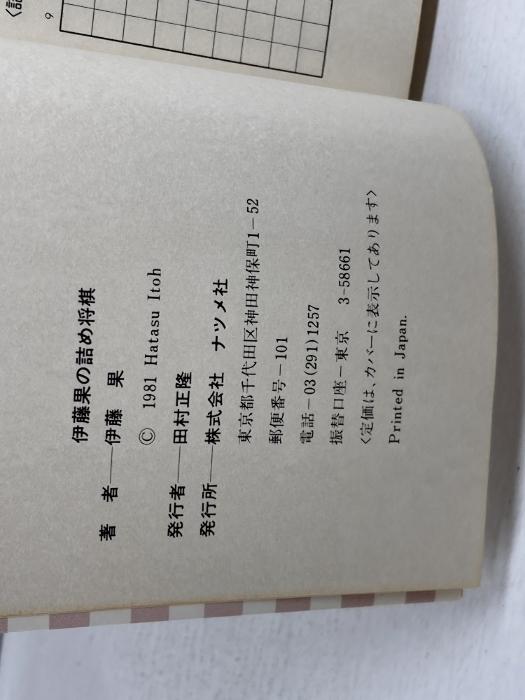 伊藤果の詰め将棋
著 者——伊藤 果
© 1981 Hatasu Itoh
発行者——田村正隆
発行所——株式会社 ナツメ社
東京都千代田区神田神保町1−52
郵便番号−101
電話−03(291)1257
振替口座−東京 3-58661
〈定価は、カバーに表示してあります〉
Printed in Japan.
9